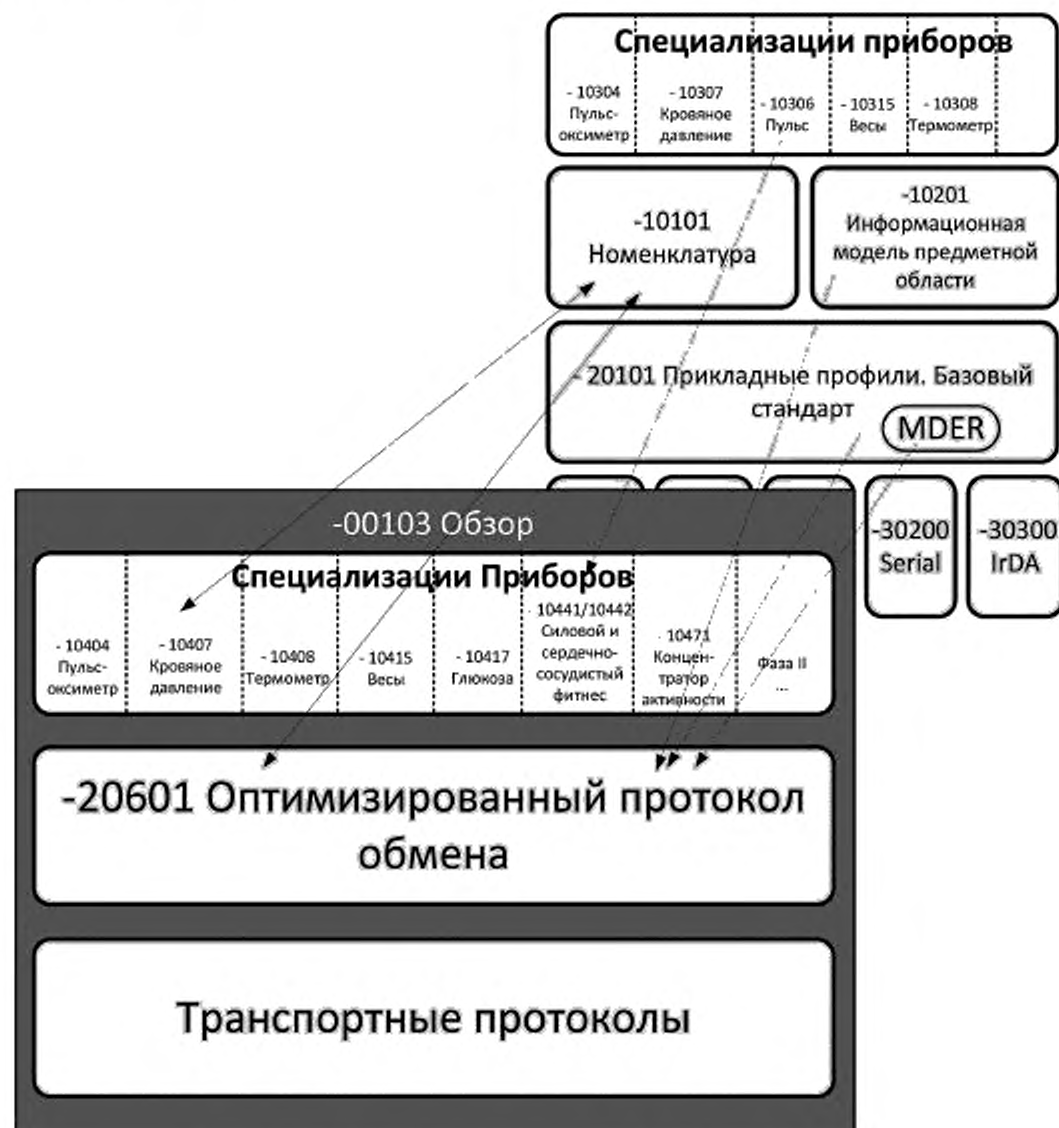 Специализации приборов
- 10304
Пульс-
оксиметр
- 10307
Кровяное
давление
- 10306
Пульс
- 10315
Весы
- 10308
Термометр
-10101
Номенклатура
-10201
Информационная
модель предметной
области
- 20101 Прикладные профили. Базовый
стандарт
MDER
-30200
Serial
-30300
IrDA
-00103 Обзор
Специализации Приборов
- 10404
Пульс-
оксиметр
- 10407
Кровяное
давление
- 10408
Термометр
- 10415
Весы
- 10417
Глюкоза
- 10441/10442
Силовой и
сердечно-
сосудистый
фитнес
- 10471
Концен-
тратор
активности
Фаза II
...
-20601 Оптимизированный протокол
обмена
Транспортные протоколы